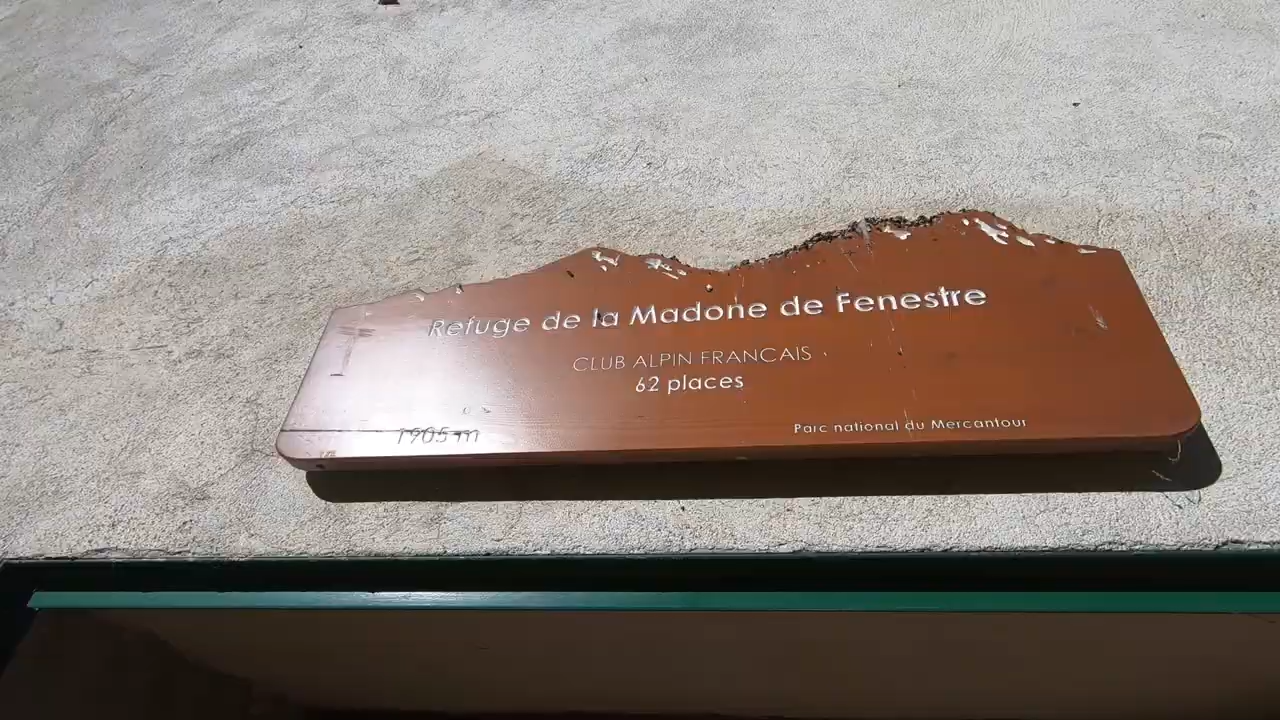 Refuge de la Madone de Fenestre
CLUB ALPIN FRANCAIS
62 places
1905 m
Parc national du Mercantour